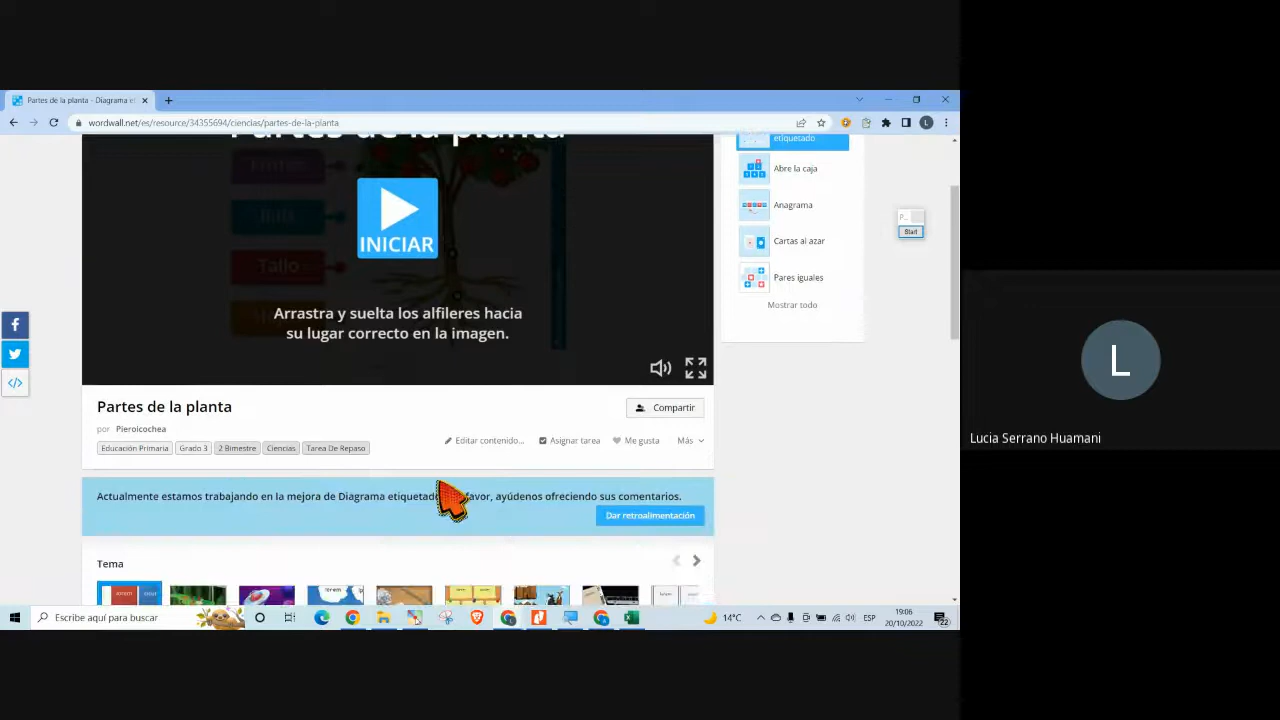 Partes de la planta - Diagrama et
wordwall.net/es/resource/34355694/ciencias/partes-de-la-planta
Partes de la planta
etiquetado
Abre la caja
Anagrama
Cartas al azar
Pares iguales
Mostrar todo
Start
Tallo
INICIAR
Arrastra y suelta los alfileres hacia
su lugar correcto en la imagen.
Partes de la planta
Compartir
por Pieroicochea
Educación Primaria Grado 3 2 Bimestre Ciencias Tarea De Repaso
Editar contenido... Asignar tarea Me gusta Más
Actualmente estamos trabajando en la mejora de Diagrama etiquetado favor, ayúdenos ofreciendo sus comentarios.
Dar retroalimentación
Tema
Escribe aquí para buscar
14°C
ESP
19:06
20/10/2022
22
L
Lucia Serrano Huamani